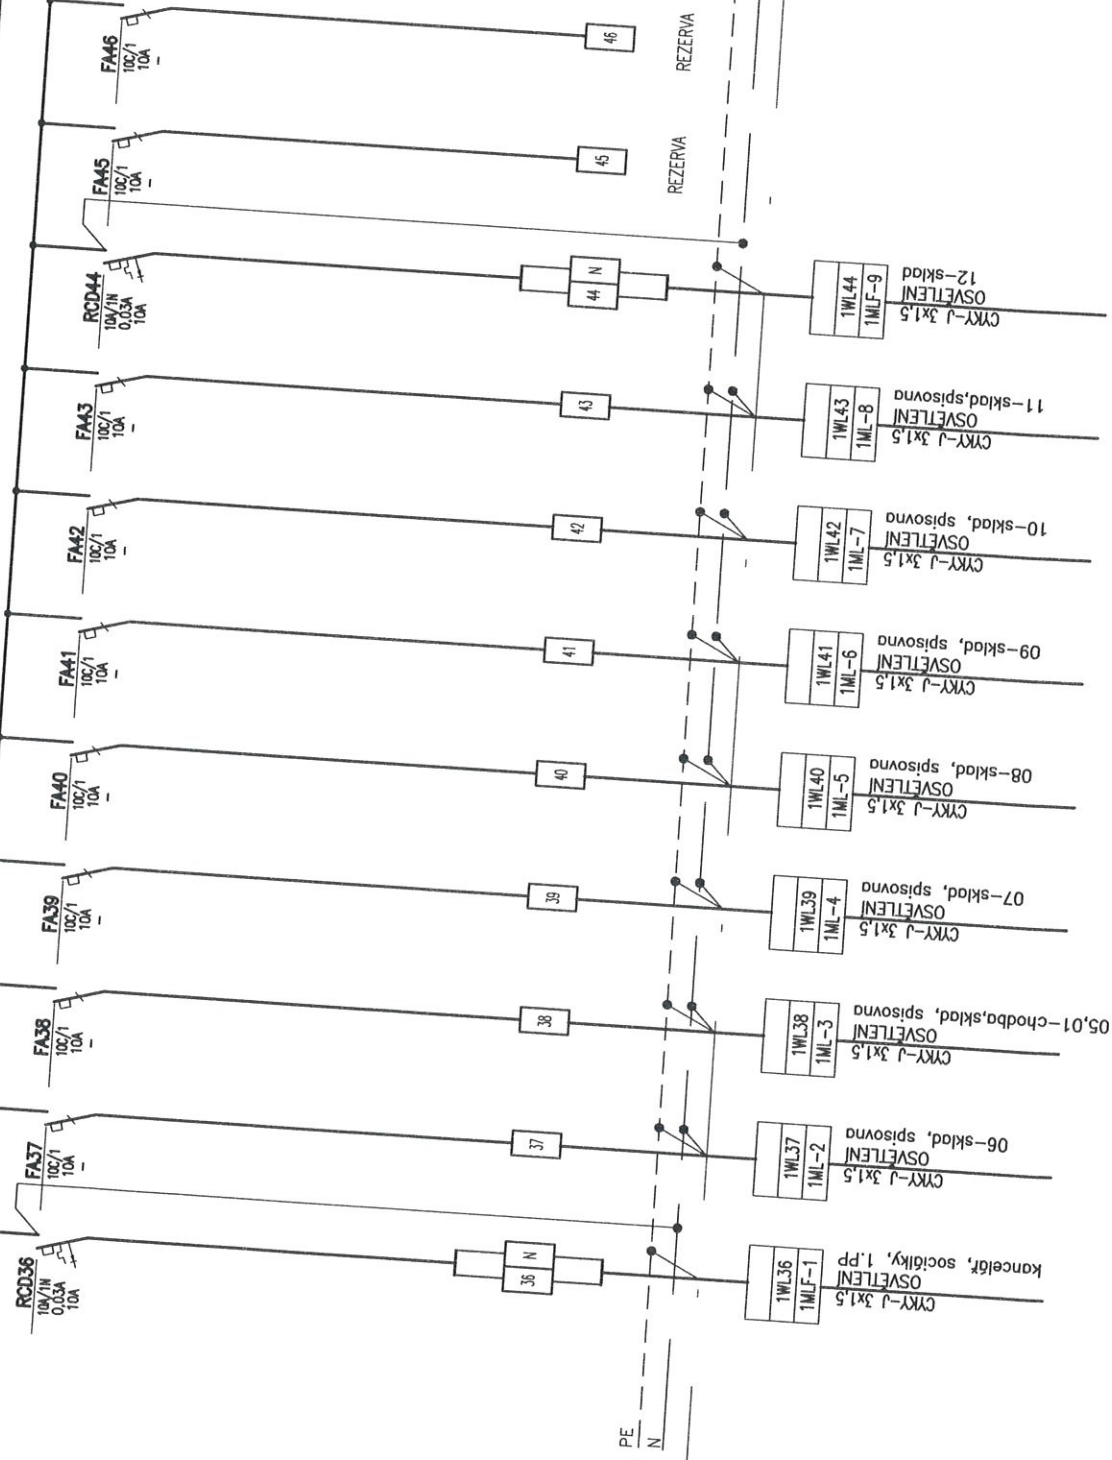 RCD36
10A/1N
0,03A
10A
36 N
1WL36
1MLF-1
CYKY-J 3x1,5
OSVĚTLENÍ
kancelář, sociálky, 1.PP
FA37
10C/1
10A
-
37
1WL37
1ML-2
CYKY-J 3x1,5
OSVĚTLENÍ
06-sklad, spisovna
FA38
10C/1
10A
-
38
1WL38
1ML-3
CYKY-J 3x1,5
OSVĚTLENÍ
05,01-chodba,sklad, spisovna
FA39
10C/1
10A
-
39
1WL39
1ML-4
CYKY-J 3x1,5
OSVĚTLENÍ
07-sklad, spisovna
FA40
10C/1
10A
-
40
1WL40
1ML-5
CYKY-J 3x1,5
OSVĚTLENÍ
08-sklad, spisovna
FA41
10C/1
10A
-
41
1WL41
1ML-6
CYKY-J 3x1,5
OSVĚTLENÍ
09-sklad, spisovna
FA42
10C/1
10A
-
42
1WL42
1ML-7
CYKY-J 3x1,5
OSVĚTLENÍ
10-sklad, spisovna
FA43
10C/1
10A
-
43
1WL43
1ML-8
CYKY-J 3x1,5
OSVĚTLENÍ
11-sklad,spisovna
RCD44
10A/1N
0,03A
10A
44 N
1WL44
1MLF-9
CYKY-J 3x1,5
OSVĚTLENÍ
12-sklad
FA45
10C/1
10A
-
45
REZERVA
FA46
10C/1
10A
-
46
REZERVA
PE
N